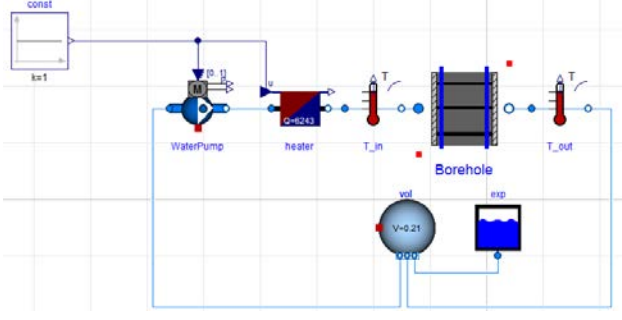 const
k=1
[0..1]
M
WaterPump
u
Q=6243
heater
T
T_in
Borehole
T
T_out
vol
V=0.21
exp